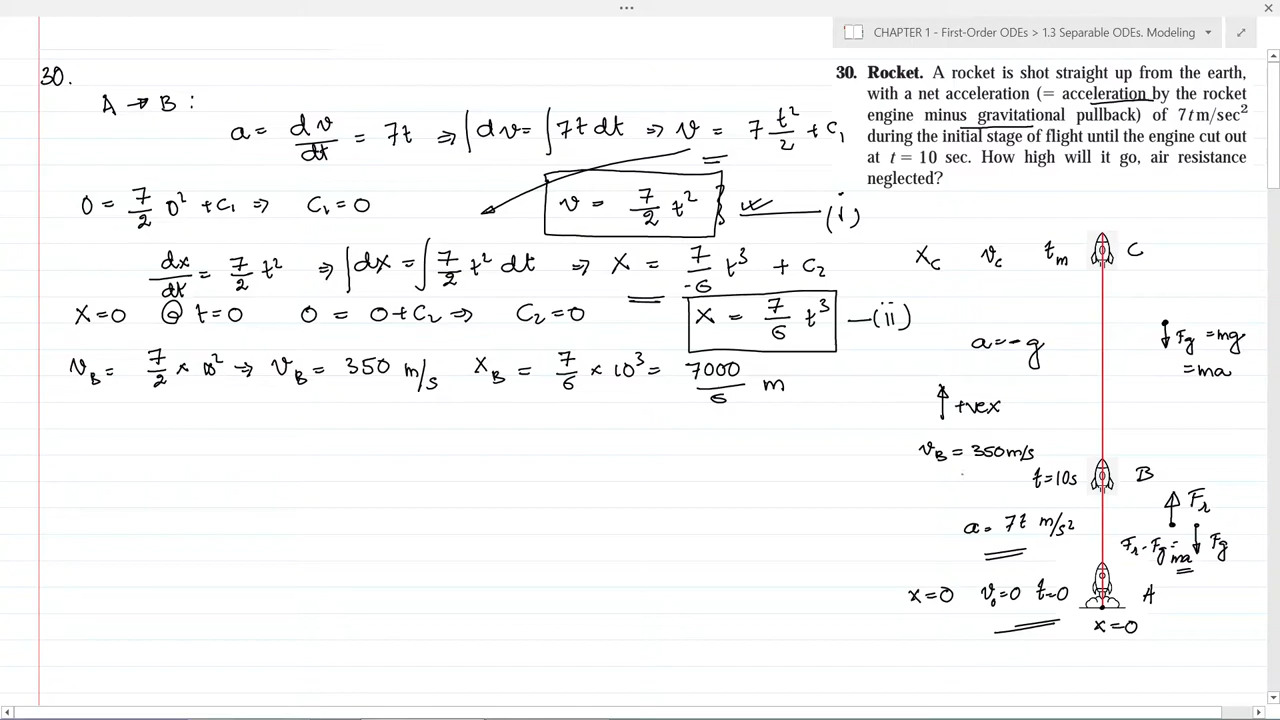 CHAPTER 1 - First-Order ODEs > 1.3 Separable ODEs. Modeling
30. Rocket. A rocket is shot straight up from the earth,
with a net acceleration (= acceleration by the rocket
engine minus gravitational pullback) of 7t m/sec²
during the initial stage of flight until the engine cut out
at t = 10 sec. How high will it go, air resistance
neglected?
30.
A → B :
a = dv/dt = 7t ⇒ ∫dv = ∫7t dt ⇒ v = 7 t²/2 + C₁
0 = 7/2 0² + C₁ ⇒ C₁ = 0
v = 7/2 t² —(i)
dx/dt = 7/2 t² ⇒ ∫dx = ∫7/2 t² dt ⇒ x = 7/6 t³ + C₂
x=0 @ t=0 0 = 0 + C₂ ⇒ C₂ = 0
x = 7/6 t³ —(ii)
v_B = 7/2 × 10² ⇒ v_B = 350 m/s x_B = 7/6 × 10³ = 7000/6 m
x_C v_C t_m C
a = -g
F_g = mg
= ma
+ve x
v_B = 350 m/s
t=10s B
a = 7t m/s²
F_r
F_r - F_g = ma
F_g
x=0 v₀=0 t=0 A
x=0